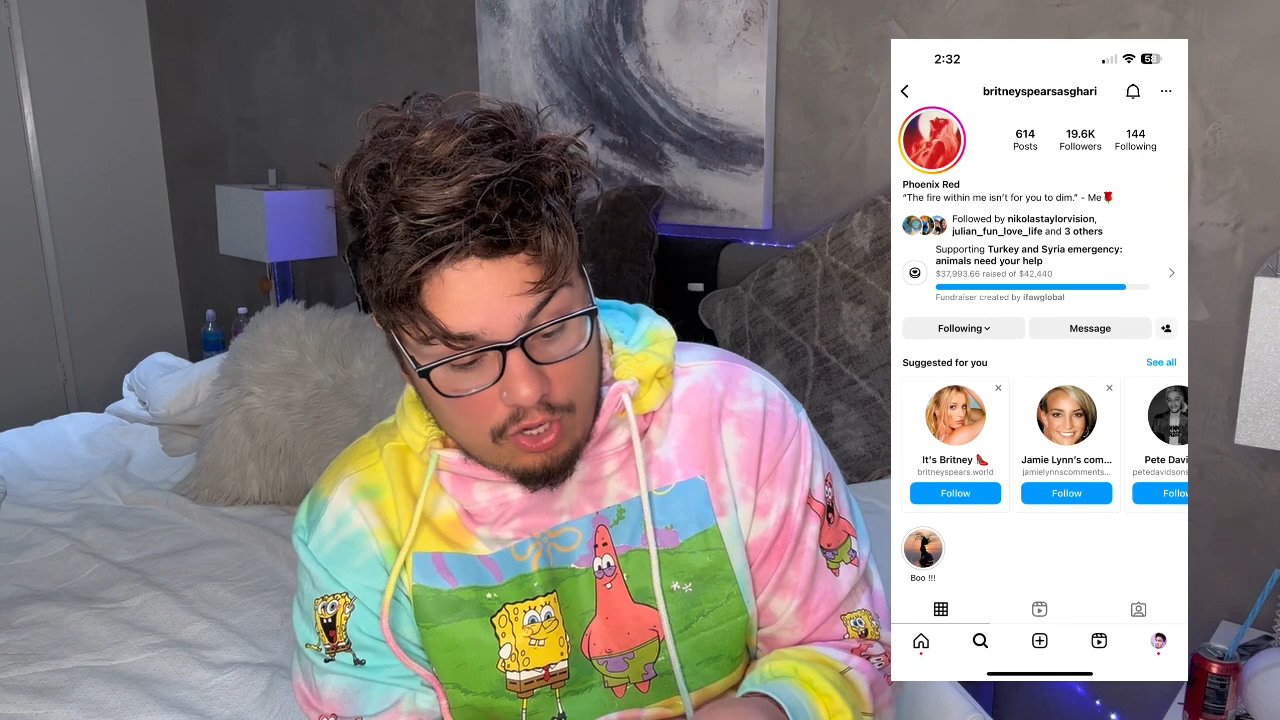 2:32
58
britneyspearsasghari
614
19.6K
144
Posts
Followers
Following
Phoenix Red
“The fire within me isn’t for you to dim.” - Me🌹
Followed by nikolastaylorvision,
julian_fun_love_life and 3 others
Supporting Turkey and Syria emergency:
animals need your help
$37,993.66 raised of $42,440
Fundraiser created by ifawglobal
Following
Message
Suggested for you
See all
It's Britney 👠
Jamie Lynn’s com...
Pete Davi
britneyspears.world
jamielynnscomments...
petedavidsons
Follow
Follow
Follow
Boo !!!